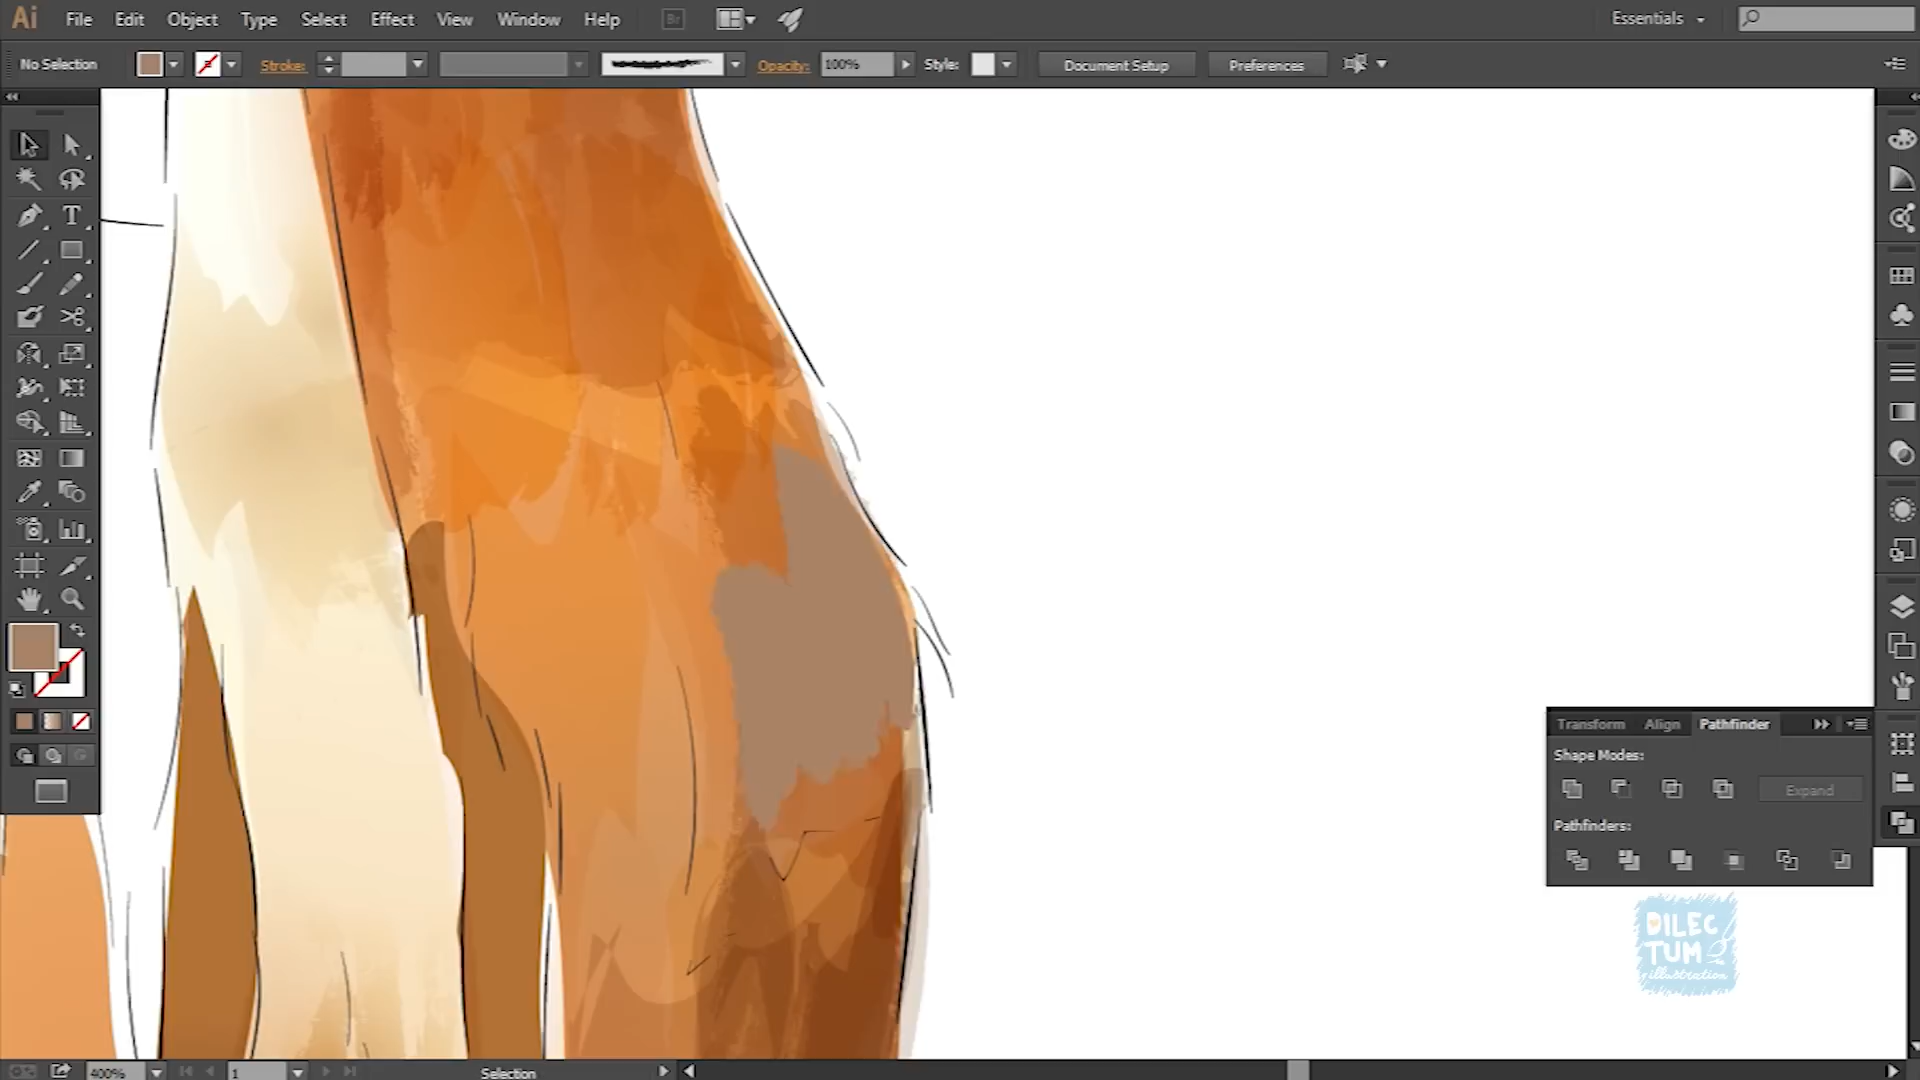 Ai File Edit Object Type Select Effect View Window Help Br Essentials
No Selection Stroke: Opacity: 100% Style: Document Setup Preferences
T
Transform Align Pathfinder
Shape Modes:
Expand
Pathfinders:
DILEC
TUM
illustration
400% 1 Selection